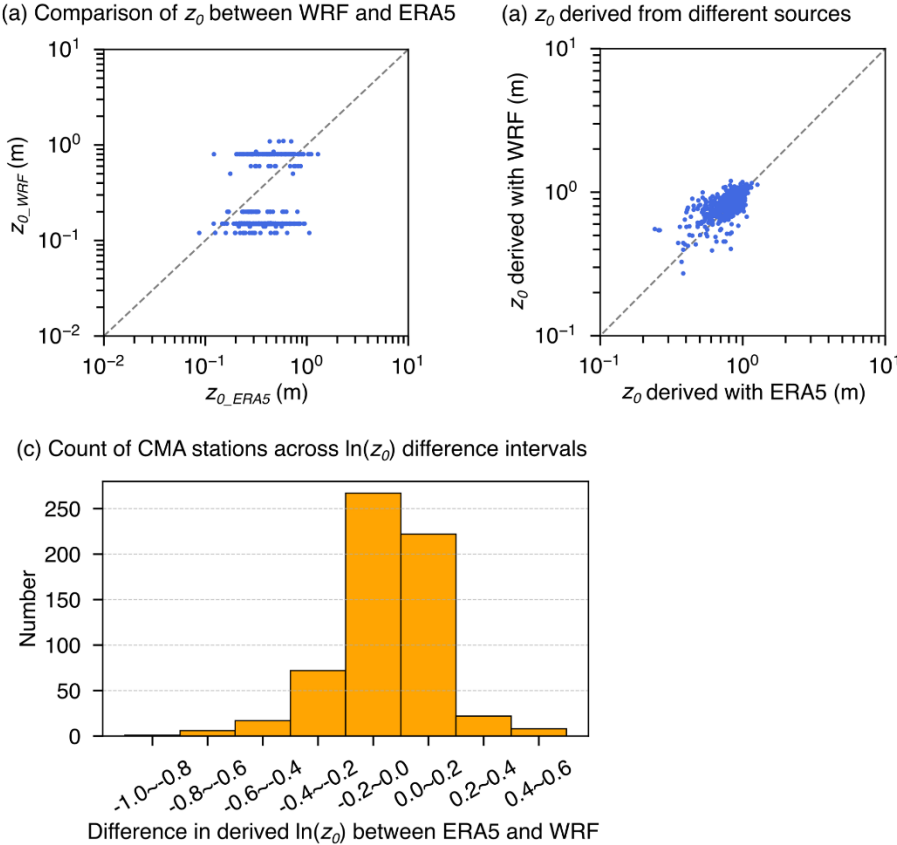 (a) Comparison of z0 between WRF and ERA5
10^1
10^0
10^−1
10^−2
z0_WRF (m)
10^−2 10^−1 10^0 10^1
z0_ERA5 (m)
(a) z0 derived from different sources
10^1
10^0
10^−1
z0 derived with WRF (m)
10^−1 10^0 10^1
z0 derived with ERA5 (m)
(c) Count of CMA stations across ln(z0) difference intervals
250
200
150
100
50
0
Number
-1.0~-0.8 -0.8~-0.6 -0.6~-0.4 -0.4~-0.2 -0.2~0.0 0.0~0.2 0.2~0.4 0.4~0.6
Difference in derived ln(z0) between ERA5 and WRF